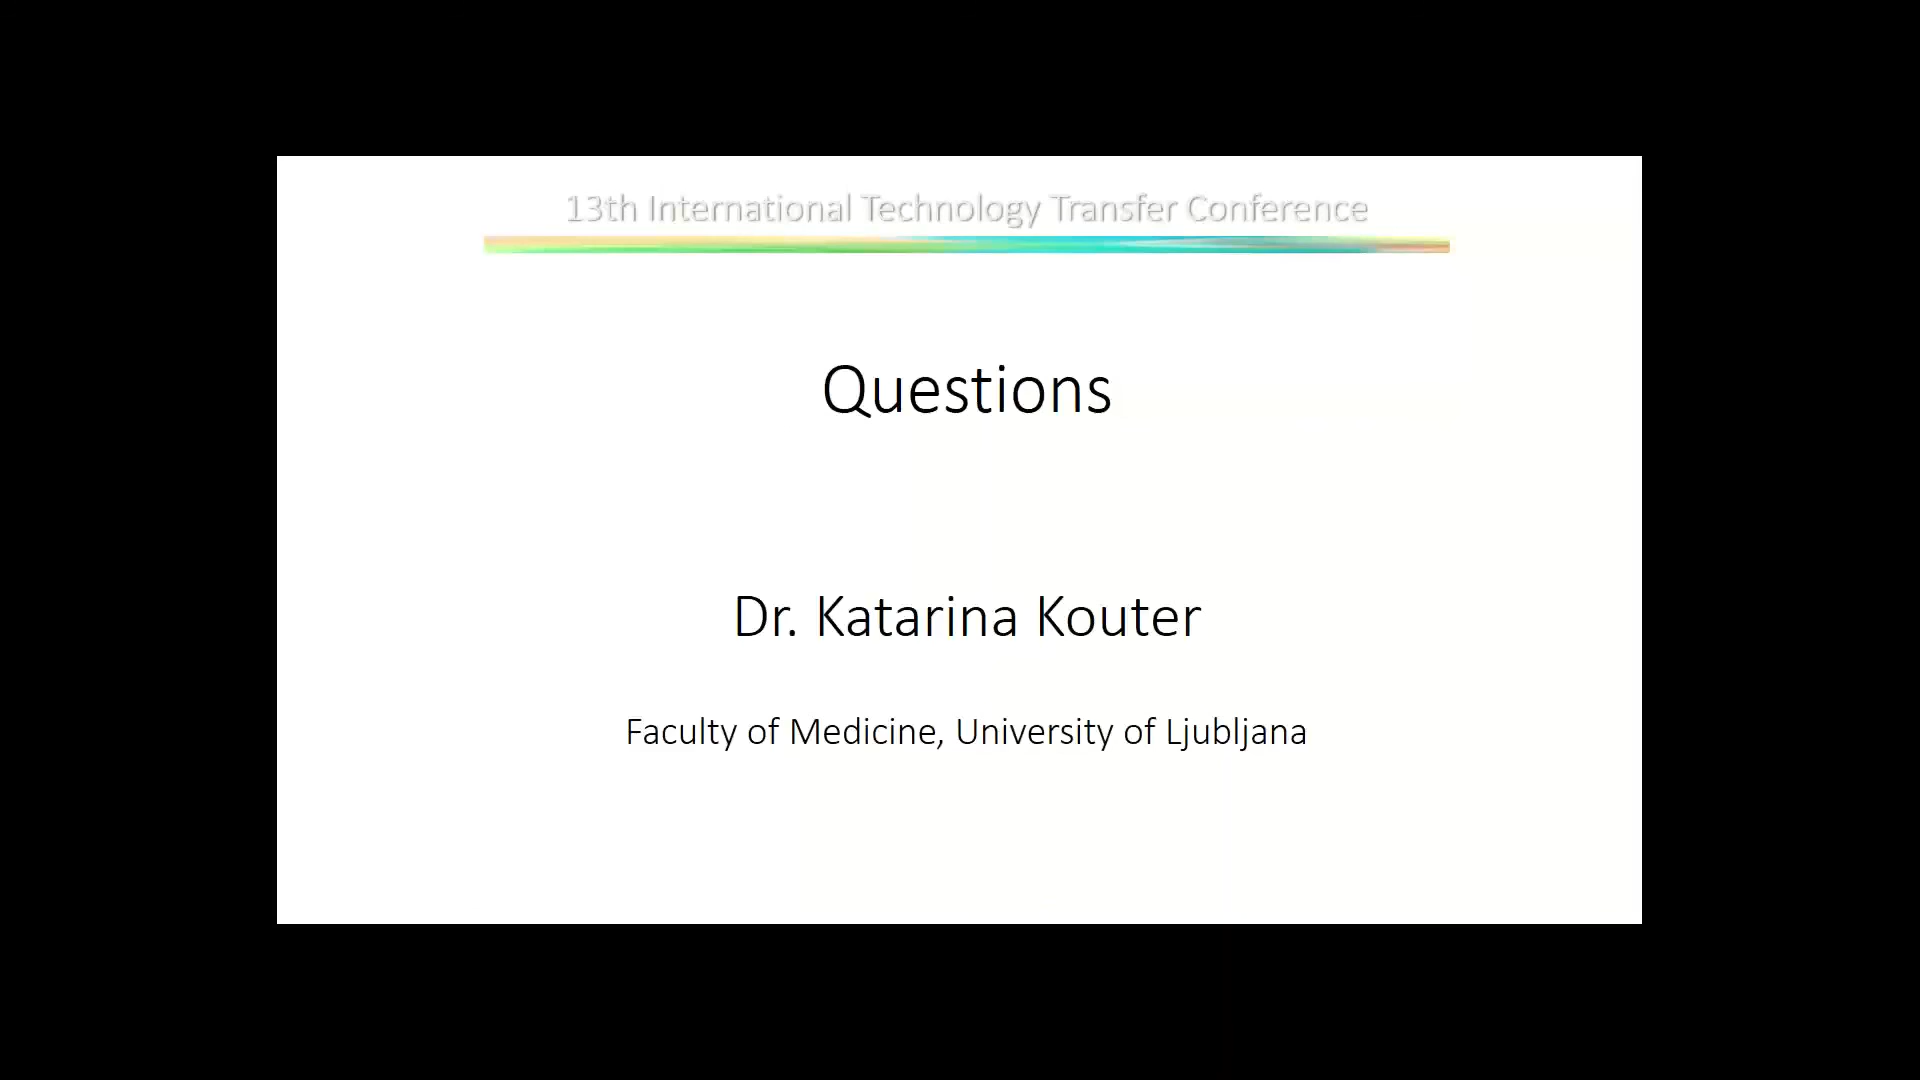 13th International Technology Transfer Conference
Questions
Dr. Katarina Kouter
Faculty of Medicine, University of Ljubljana